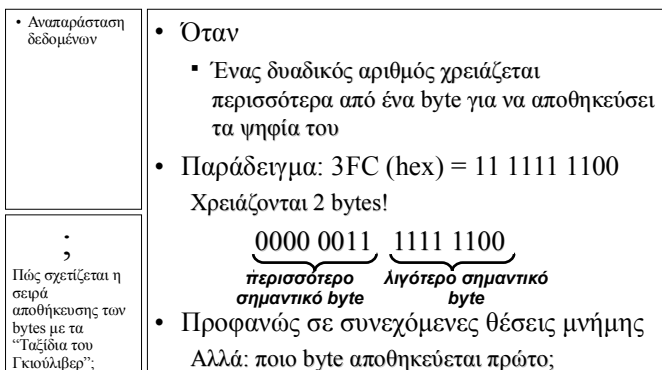 • Αναπαράσταση
δεδομένων
;
Πώς σχετίζεται η
σειρά
αποθήκευσης των
bytes με τα
“Ταξίδια του
Γκιούλιβερ”;
• Όταν
▪ Ένας δυαδικός αριθμός χρειάζεται
περισσότερα από ένα byte για να αποθηκεύσει
τα ψηφία του
• Παράδειγμα: 3FC (hex) = 11 1111 1100
Χρειάζονται 2 bytes!
0000 0011 1111 1100
περισσότερο λιγότερο σημαντικό
σημαντικό byte byte
• Προφανώς σε συνεχόμενες θέσεις μνήμης
Αλλά: ποιο byte αποθηκεύεται πρώτο;